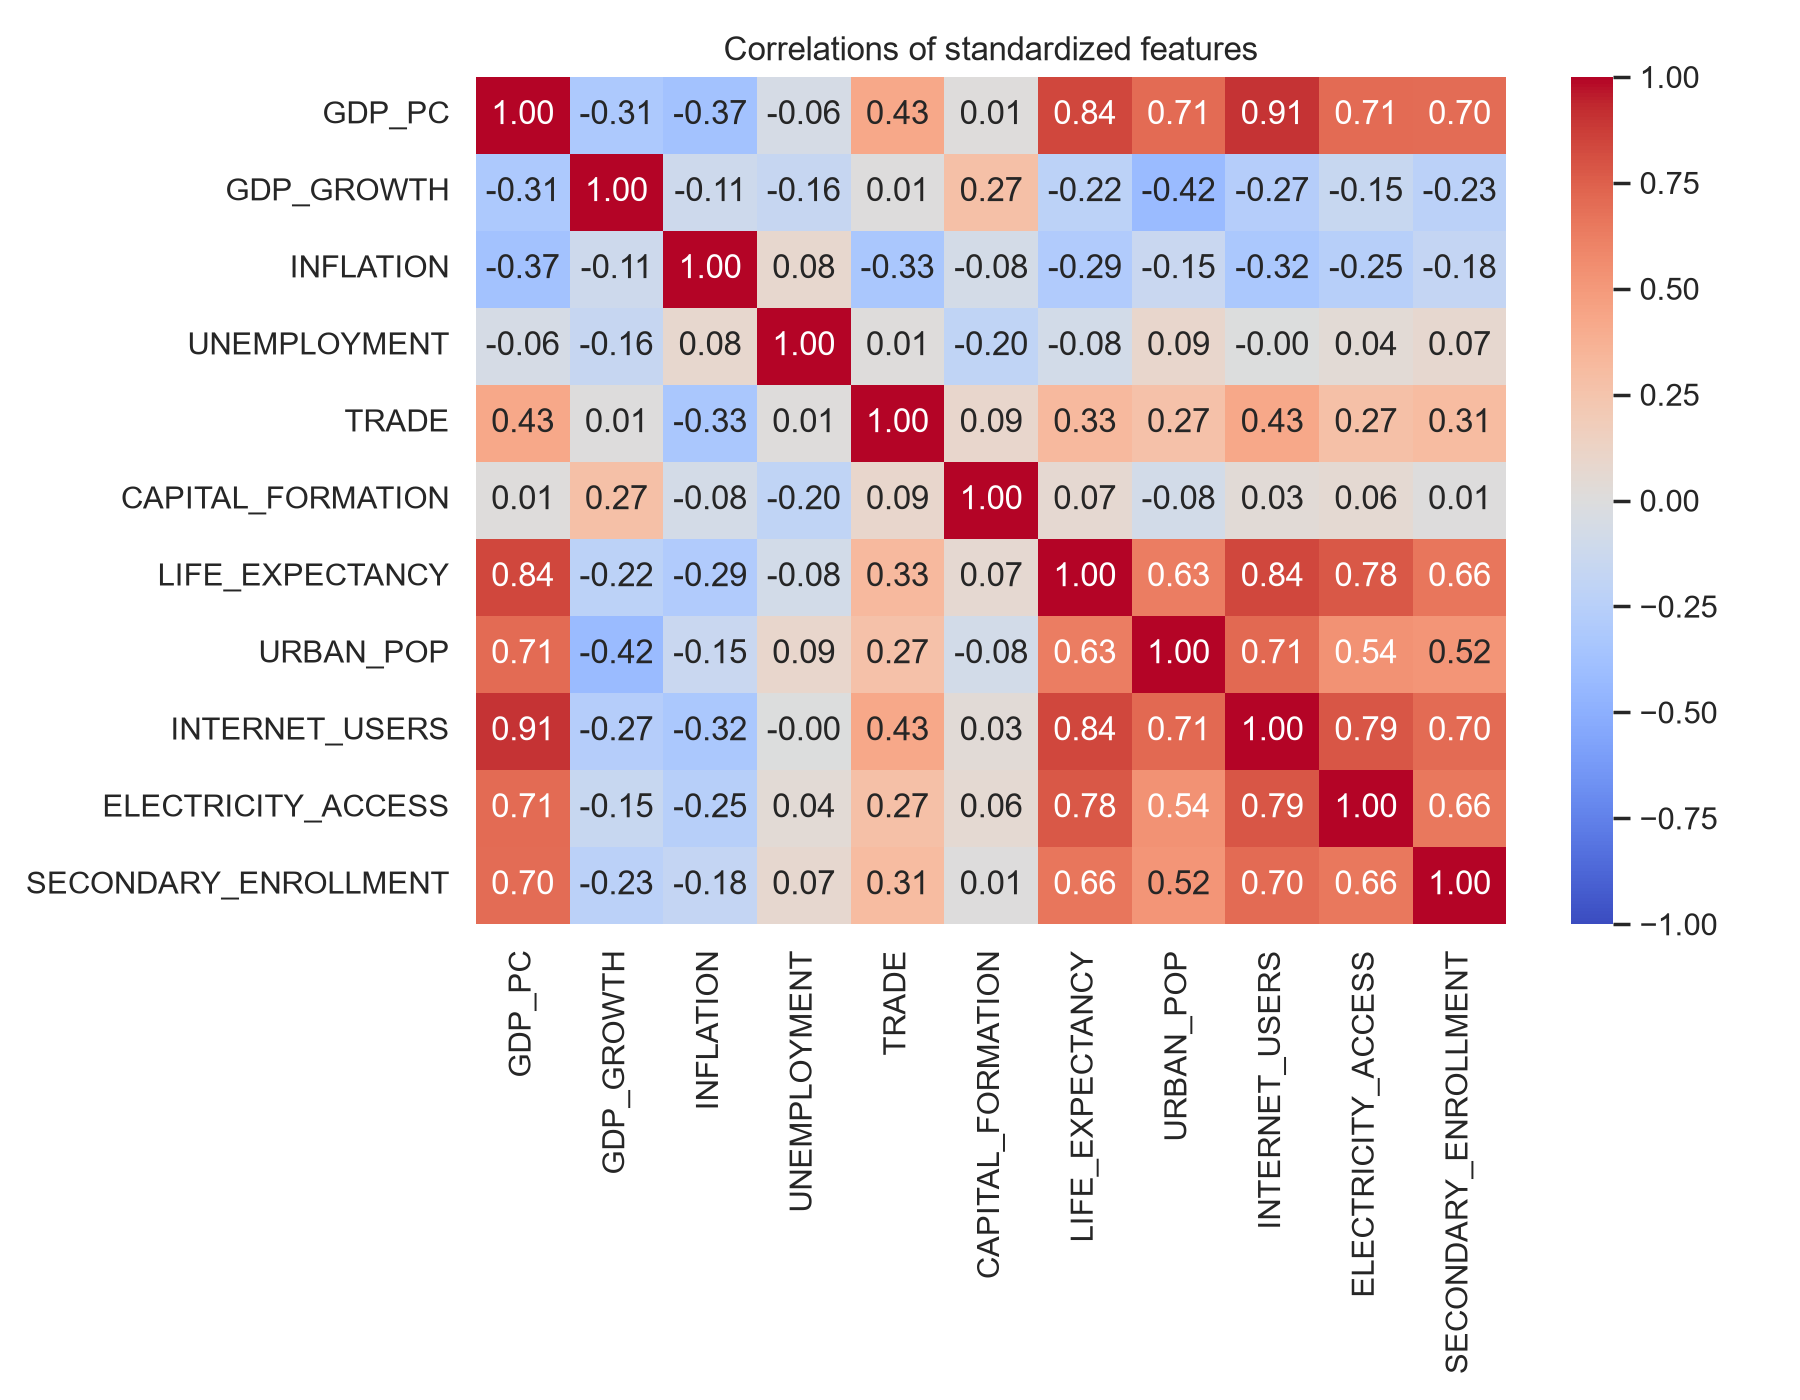 Correlations of standardized features
GDP_PC 1.00 -0.31 -0.37 -0.06 0.43 0.01 0.84 0.71 0.91 0.71 0.70
GDP_GROWTH -0.31 1.00 -0.11 -0.16 0.01 0.27 -0.22 -0.42 -0.27 -0.15 -0.23
INFLATION -0.37 -0.11 1.00 0.08 -0.33 -0.08 -0.29 -0.15 -0.32 -0.25 -0.18
UNEMPLOYMENT -0.06 -0.16 0.08 1.00 0.01 -0.20 -0.08 0.09 -0.00 0.04 0.07
TRADE 0.43 0.01 -0.33 0.01 1.00 0.09 0.33 0.27 0.43 0.27 0.31
CAPITAL_FORMATION 0.01 0.27 -0.08 -0.20 0.09 1.00 0.07 -0.08 0.03 0.06 0.01
LIFE_EXPECTANCY 0.84 -0.22 -0.29 -0.08 0.33 0.07 1.00 0.63 0.84 0.78 0.66
URBAN_POP 0.71 -0.42 -0.15 0.09 0.27 -0.08 0.63 1.00 0.71 0.54 0.52
INTERNET_USERS 0.91 -0.27 -0.32 -0.00 0.43 0.03 0.84 0.71 1.00 0.79 0.70
ELECTRICITY_ACCESS 0.71 -0.15 -0.25 0.04 0.27 0.06 0.78 0.54 0.79 1.00 0.66
SECONDARY_ENROLLMENT 0.70 -0.23 -0.18 0.07 0.31 0.01 0.66 0.52 0.70 0.66 1.00
GDP_PC
GDP_GROWTH
INFLATION
UNEMPLOYMENT
TRADE
CAPITAL_FORMATION
LIFE_EXPECTANCY
URBAN_POP
INTERNET_USERS
ELECTRICITY_ACCESS
SECONDARY_ENROLLMENT
1.00
0.75
0.50
0.25
0.00
−0.25
−0.50
−0.75
−1.00